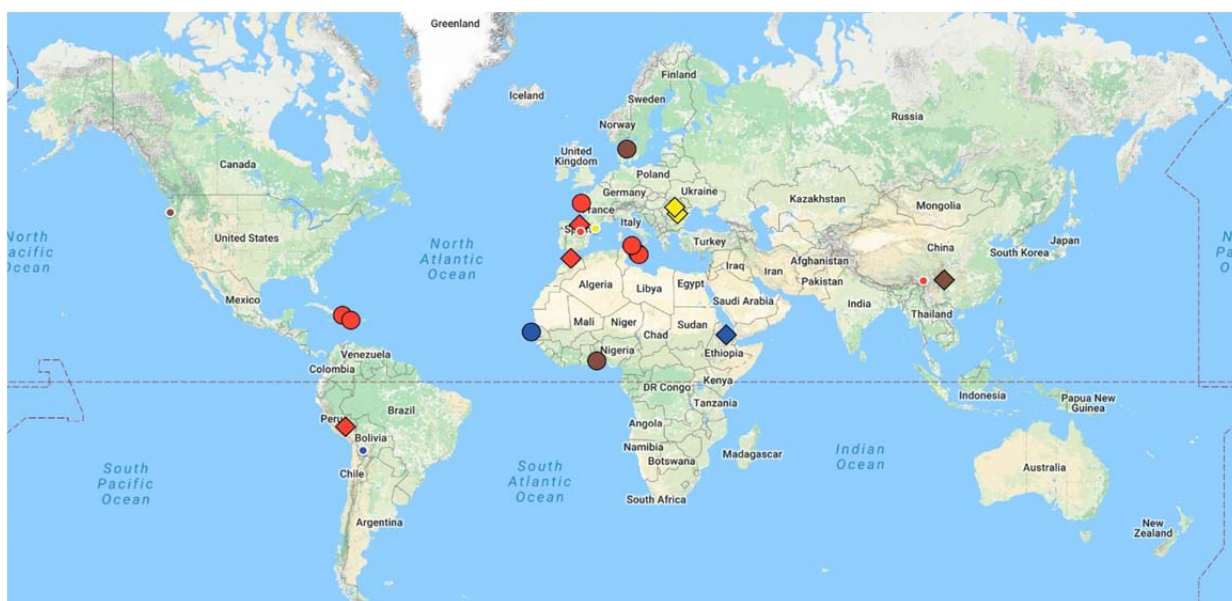 Greenland
Iceland
Finland
Sweden
Norway
Russia
Canada
United
Kingdom
Poland
Germany
Ukraine
Kazakhstan
Mongolia
France
Italy
Spain
Turkey
United States
North
Pacific
Ocean
North
Atlantic
Ocean
China
South Korea
Japan
Afghanistan
Iraq
Iran
Pakistan
Algeria
Libya
Egypt
Saudi Arabia
India
Mexico
Mali
Niger
Chad
Sudan
Thailand
Nigeria
Ethiopia
Venezuela
Colombia
DR Congo
Kenya
Tanzania
Indonesia
Papua New
Guinea
Brazil
Peru
Bolivia
Angola
Namibia
Botswana
Madagascar
Indian
Ocean
Chile
South
Pacific
Ocean
South
Atlantic
Ocean
Australia
South Africa
Argentina
New
Zealand